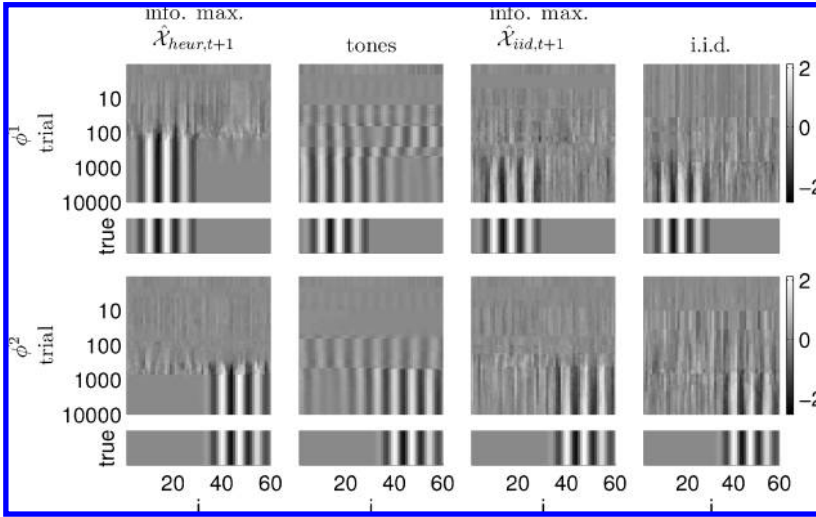 info. max. info. max.
X̂heur,t+1 tones X̂iid,t+1 i.i.d.
ϕ1 trial 10 100 1000 10000 2 0 −2
true
ϕ2 trial 10 100 1000 10000 2 0 −2
true
20 40 60 20 40 60 20 40 60 20 40 60
i i i i